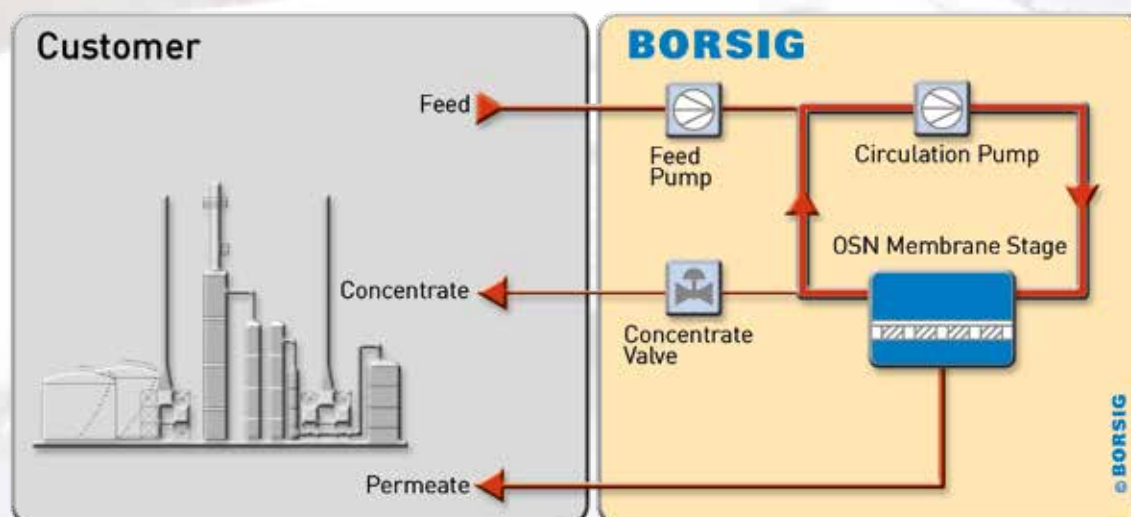 Customer
BORSIG
Feed
Feed
Pump
Circulation Pump
OSN Membrane Stage
Concentrate
Concentrate
Valve
Permeate
© BORSIG